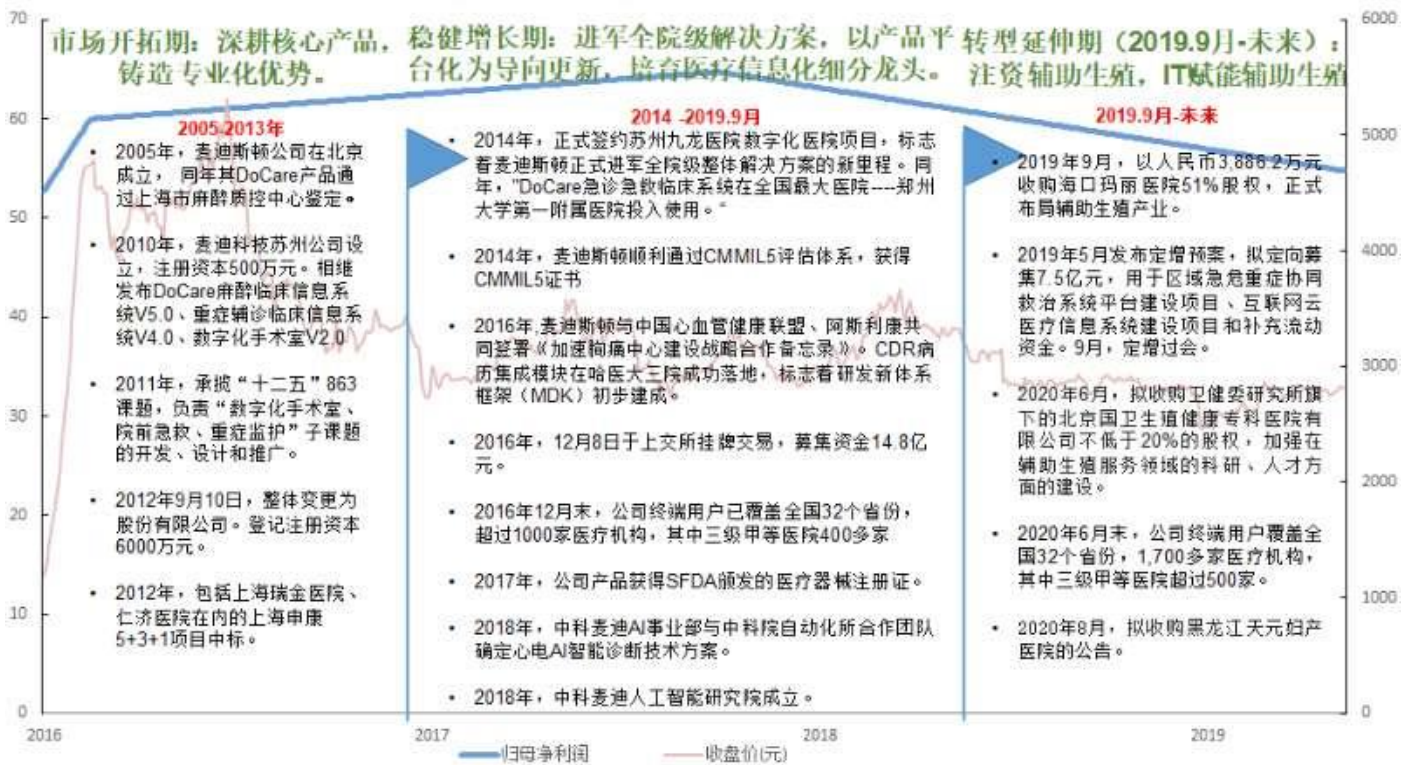 市场开拓期：深耕核心产品，
铸造专业化优势。
稳健增长期：进军全院级解决方案，以产品平
台化为导向更新，培育医疗信息化细分龙头。
转型延伸期（2019.9月-未来）：
注资辅助生殖，IT赋能辅助生殖
2005-2013年
• 2005年，麦迪斯顿公司在北京
成立， 同年其DoCare产品通
过上海市麻醉质控中心鉴定。
• 2010年，麦迪科技苏州公司设
立，注册资本500万元。相继
发布DoCare麻醉临床信息系
统V5.0、重症辅诊临床信息系
统V4.0、数字化手术室V2.0
• 2011年，承揽“十二五”863
课题，负责“数字化手术室、
院前急救、重症监护”子课题
的开发、设计和推广。
• 2012年9月10日，整体变更为
股份有限公司。登记注册资本
6000万元。
• 2012年，包括上海瑞金医院、
仁济医院在内的上海申康
5+3+1项目中标。
2014 -2019.9月
• 2014年，正式签约苏州九龙医院数字化医院项目，标志
着麦迪斯顿正式进军全院级整体解决方案的新里程。同
年，"DoCare急诊急救临床系统在全国最大医院----郑州
大学第一附属医院投入使用。"
• 2014年，麦迪斯顿顺利通过CMMIL5评估体系，获得
CMMIL5证书
• 2016年,麦迪斯顿与中国心血管健康联盟、阿斯利康共
同签署《加速胸痛中心建设战略合作备忘录》。CDR病
历集成模块在哈医大三院成功落地，标志着研发新体系
框架（MDK）初步建成。
• 2016年，12月8日于上交所挂牌交易，募集资金14.8亿
元。
• 2016年12月末，公司终端用户已覆盖全国32个省份，
超过1000家医疗机构，其中三级甲等医院400多家
• 2017年，公司产品获得SFDA颁发的医疗器械注册证。
• 2018年，中科麦迪AI事业部与中科院自动化所合作团队
确定心电AI智能诊断技术方案。
• 2018年，中科麦迪人工智能研究院成立。
2019.9月-未来
• 2019年9月，以人民币3,886.2万元
收购海口玛丽医院51%股权，正式
布局辅助生殖产业。
• 2019年5月发布定增预案，拟定向募
集7.5亿元，用于区域急危重症协同
救治系统平台建设项目、互联网云
医疗信息系统建设项目和补充流动
资金。9月，定增过会。
• 2020年6月，拟收购卫健委研究所旗
下的北京国卫生殖健康专科医院有
限公司不低于20%的股权，加强在
辅助生殖服务领域的科研、人才方
面的建设。
• 2020年6月末，公司终端用户覆盖全
国32个省份，1,700多家医疗机构，
其中三级甲等医院超过500家。
• 2020年8月，拟收购黑龙江天元妇产
医院的公告。
70
60
50
40
30
20
10
0
6000
5000
4000
3000
2000
1000
0
2016
2017
2018
2019
归母净利润
收盘价(元)